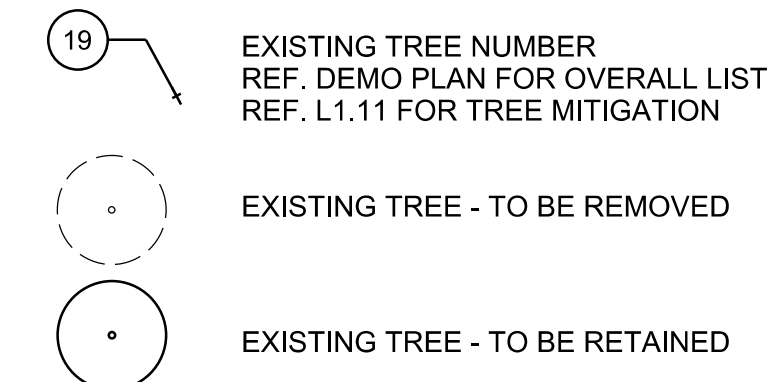 19
EXISTING TREE NUMBER
REF. DEMO PLAN FOR OVERALL LIST
REF. L1.11 FOR TREE MITIGATION
EXISTING TREE - TO BE REMOVED
EXISTING TREE - TO BE RETAINED